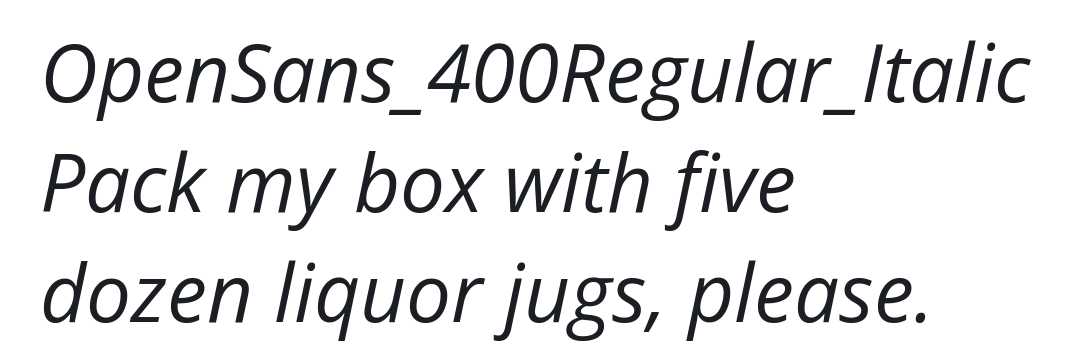 OpenSans_400Regular_Italic
Pack my box with five
dozen liquor jugs, please.